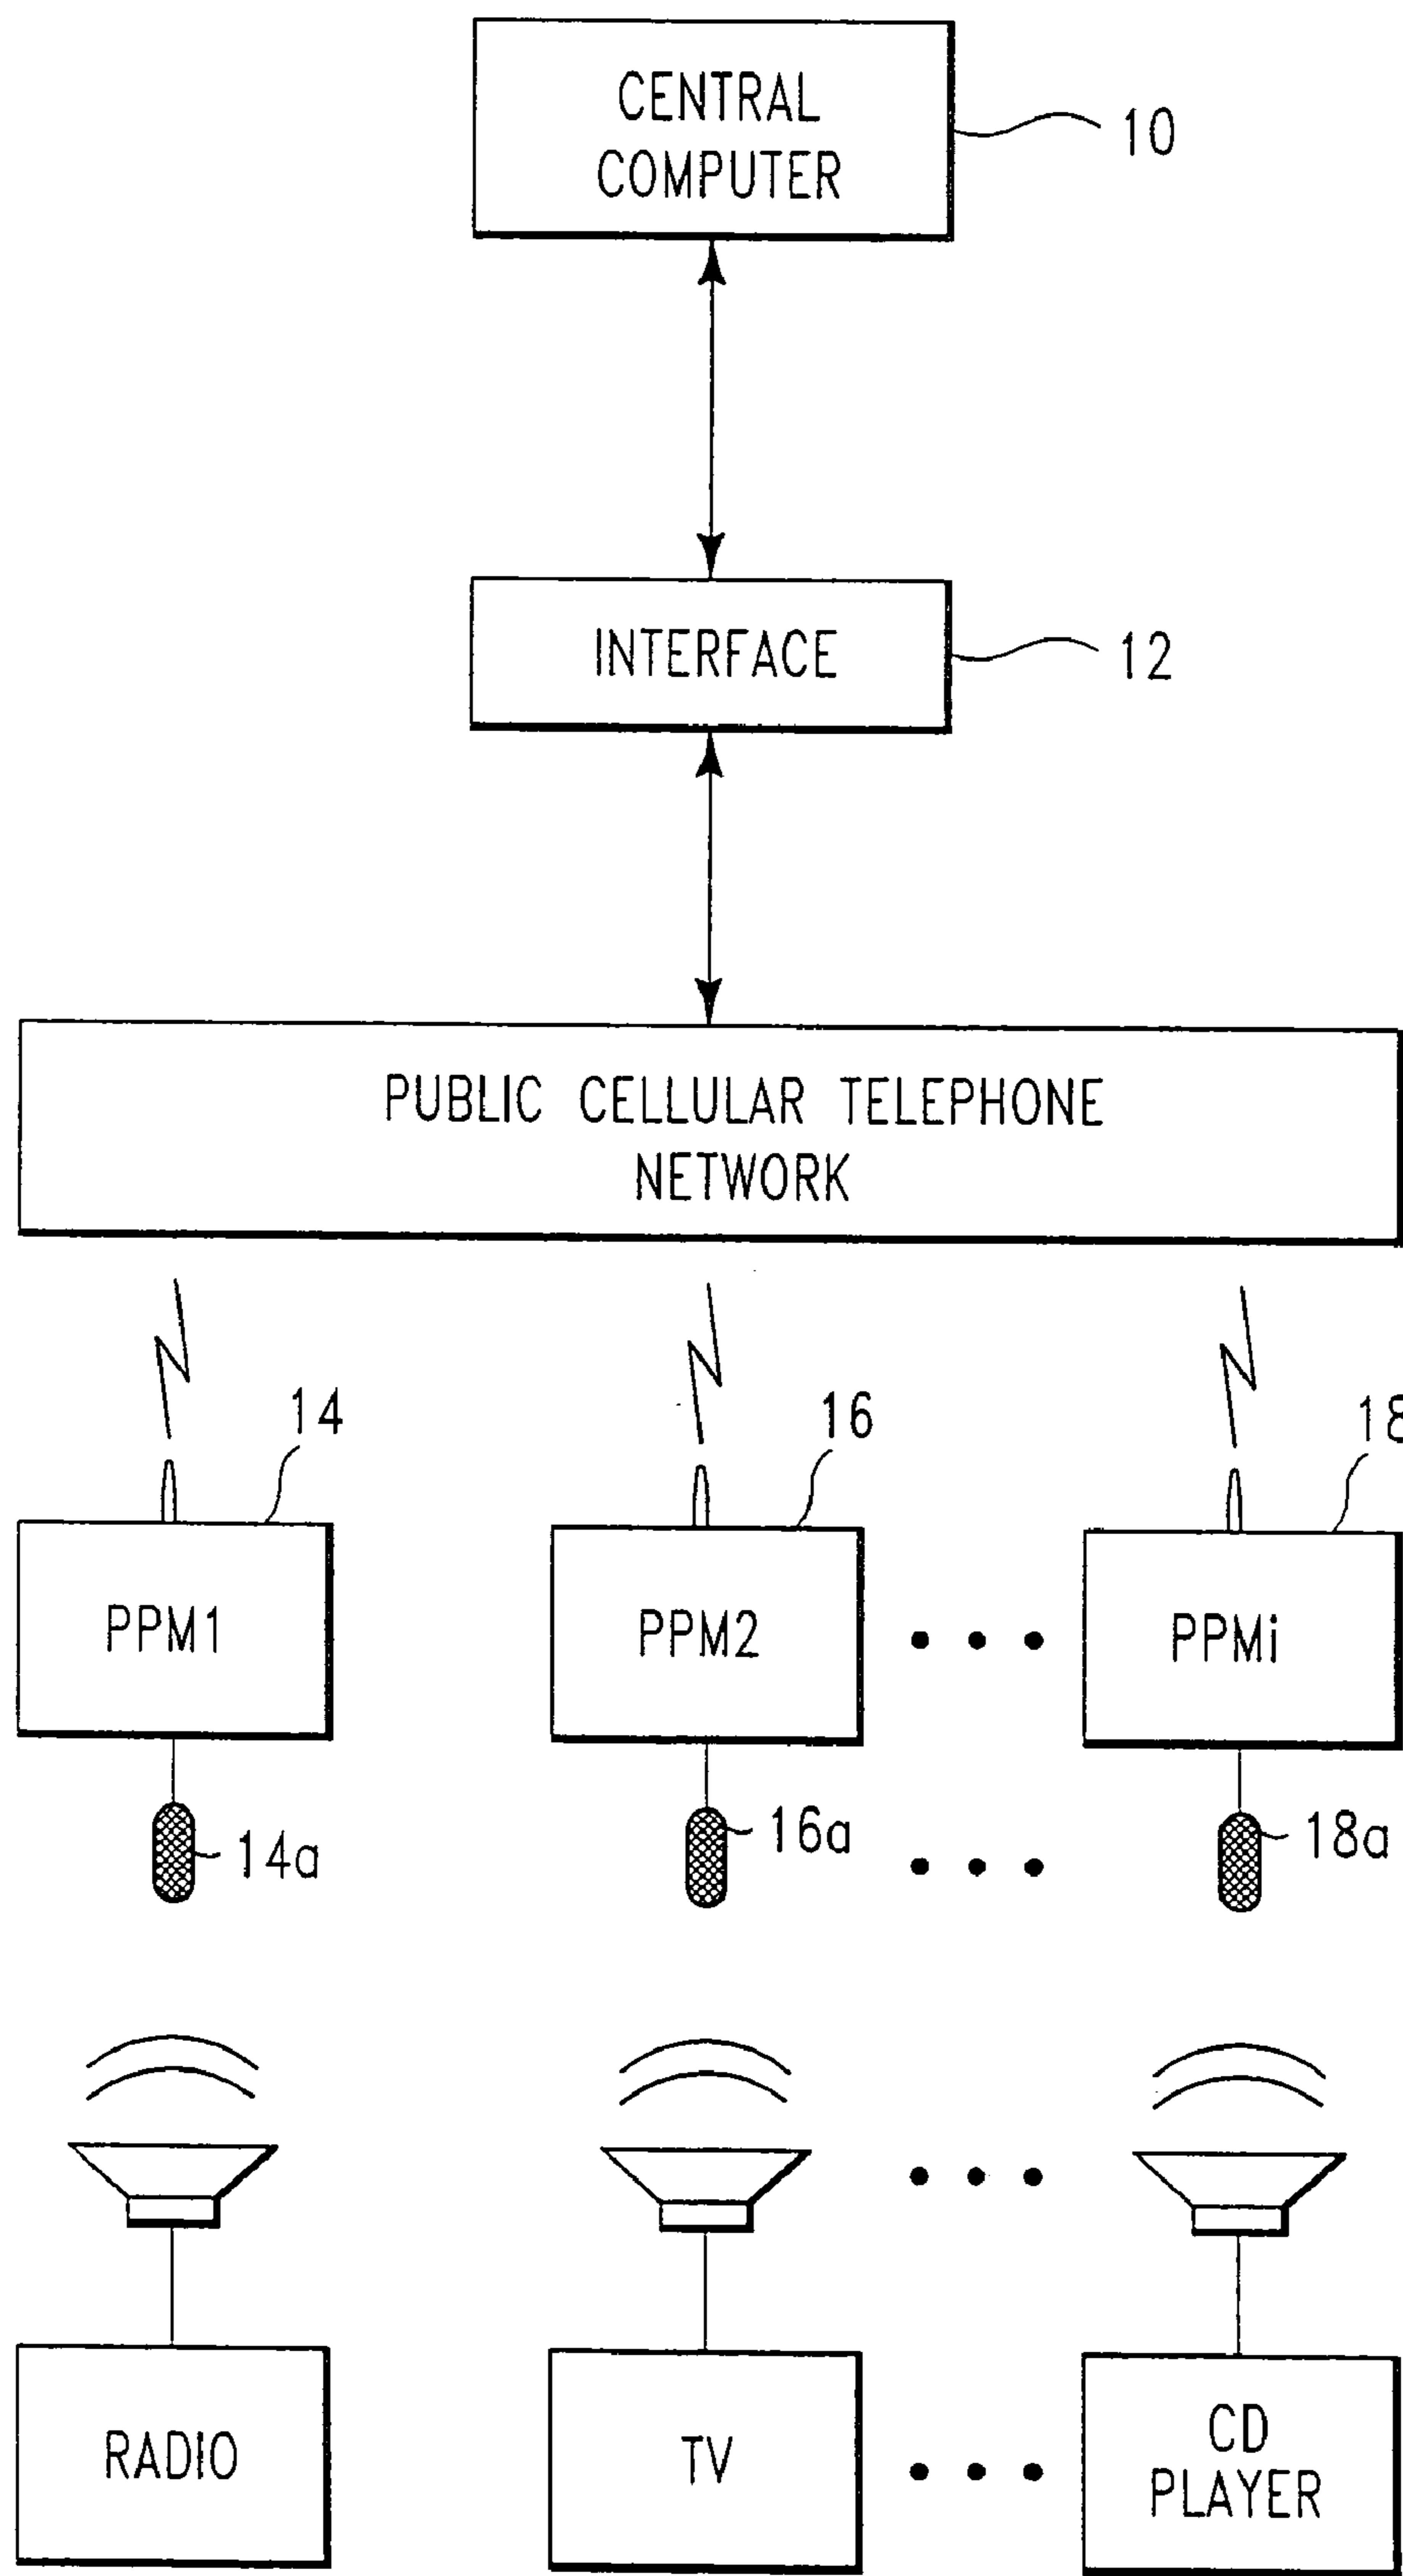 CENTRAL
COMPUTER
10
INTERFACE
12
PUBLIC CELLULAR TELEPHONE
NETWORK
14
16
18
PPM1
PPM2
PPMi
14a
16a
18a
RADIO
TV
CD
PLAYER